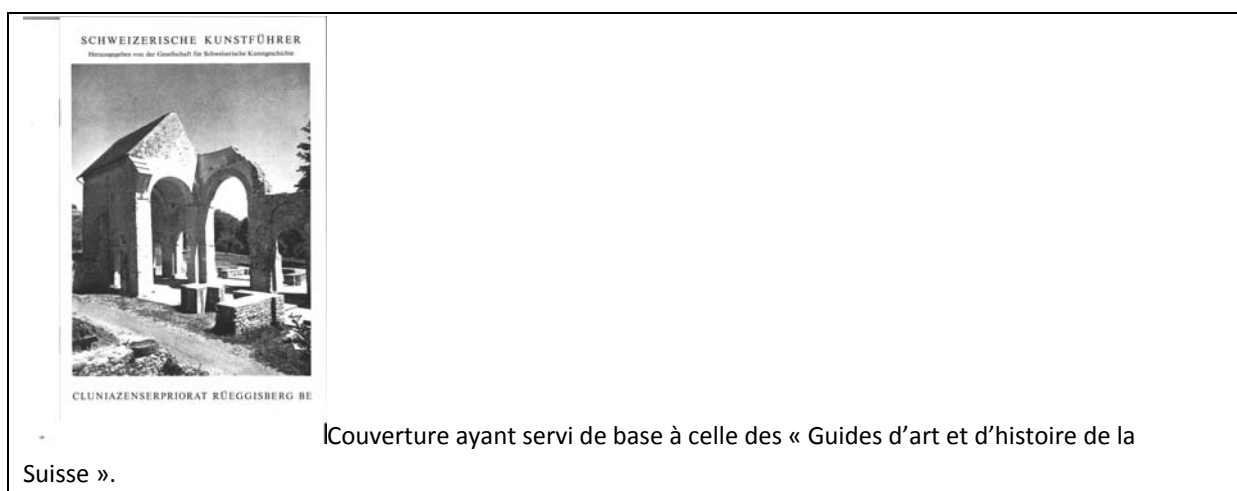 SCHWEIZERISCHE KUNSTFÜHRER
Herausgegeben von der Gesellschaft für Schweizerische Kunstgeschichte
CLUNIAZENSERPRIORAT RÜEGGISBERG BE
Couverture ayant servi de base à celle des « Guides d’art et d’histoire de la
Suisse ».